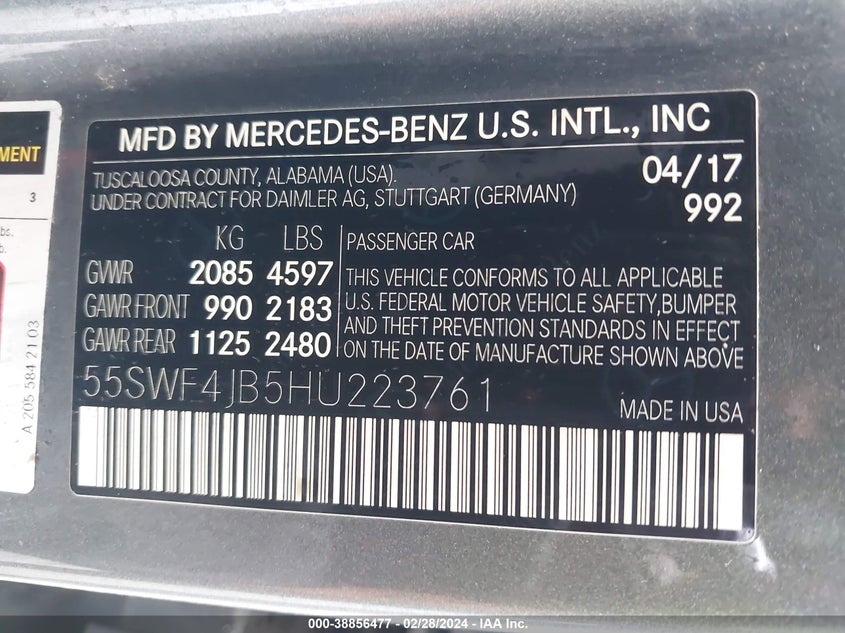 MENT
3
bs.
b.
A 205 584 21 03
MFD BY MERCEDES-BENZ U.S. INTL., INC
TUSCALOOSA COUNTY, ALABAMA (USA).
UNDER CONTRACT FOR DAIMLER AG, STUTTGART (GERMANY)
04/17
992
KG LBS
GVWR 2085 4597
GAWR FRONT 990 2183
GAWR REAR 1125 2480
PASSENGER CAR
THIS VEHICLE CONFORMS TO ALL APPLICABLE
U.S. FEDERAL MOTOR VEHICLE SAFETY,BUMPER
AND THEFT PREVENTION STANDARDS IN EFFECT
ON THE DATE OF MANUFACTURE SHOWN ABOVE
55SWF4JB5HU223761
MADE IN USA
000-38856477 - 02/28/2024 - IAA Inc.